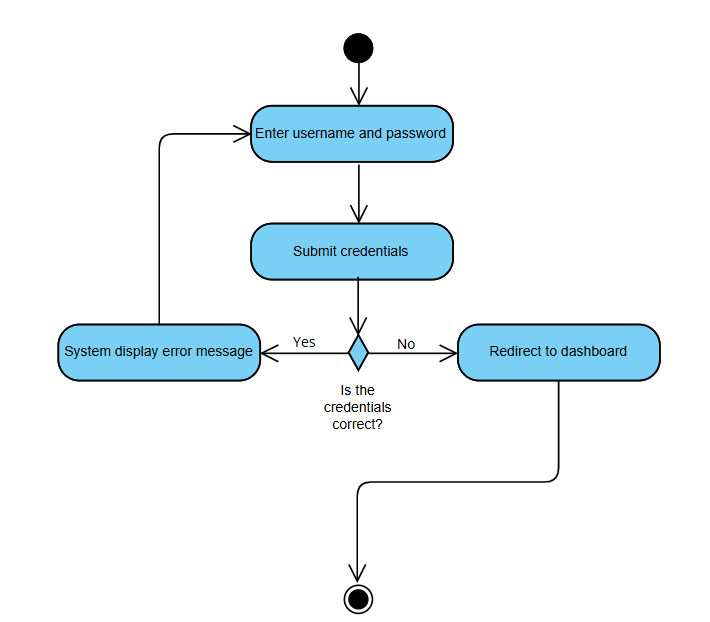 Enter username and password
Submit credentials
System display error message
Yes
No
Redirect to dashboard
Is the
credentials
correct?